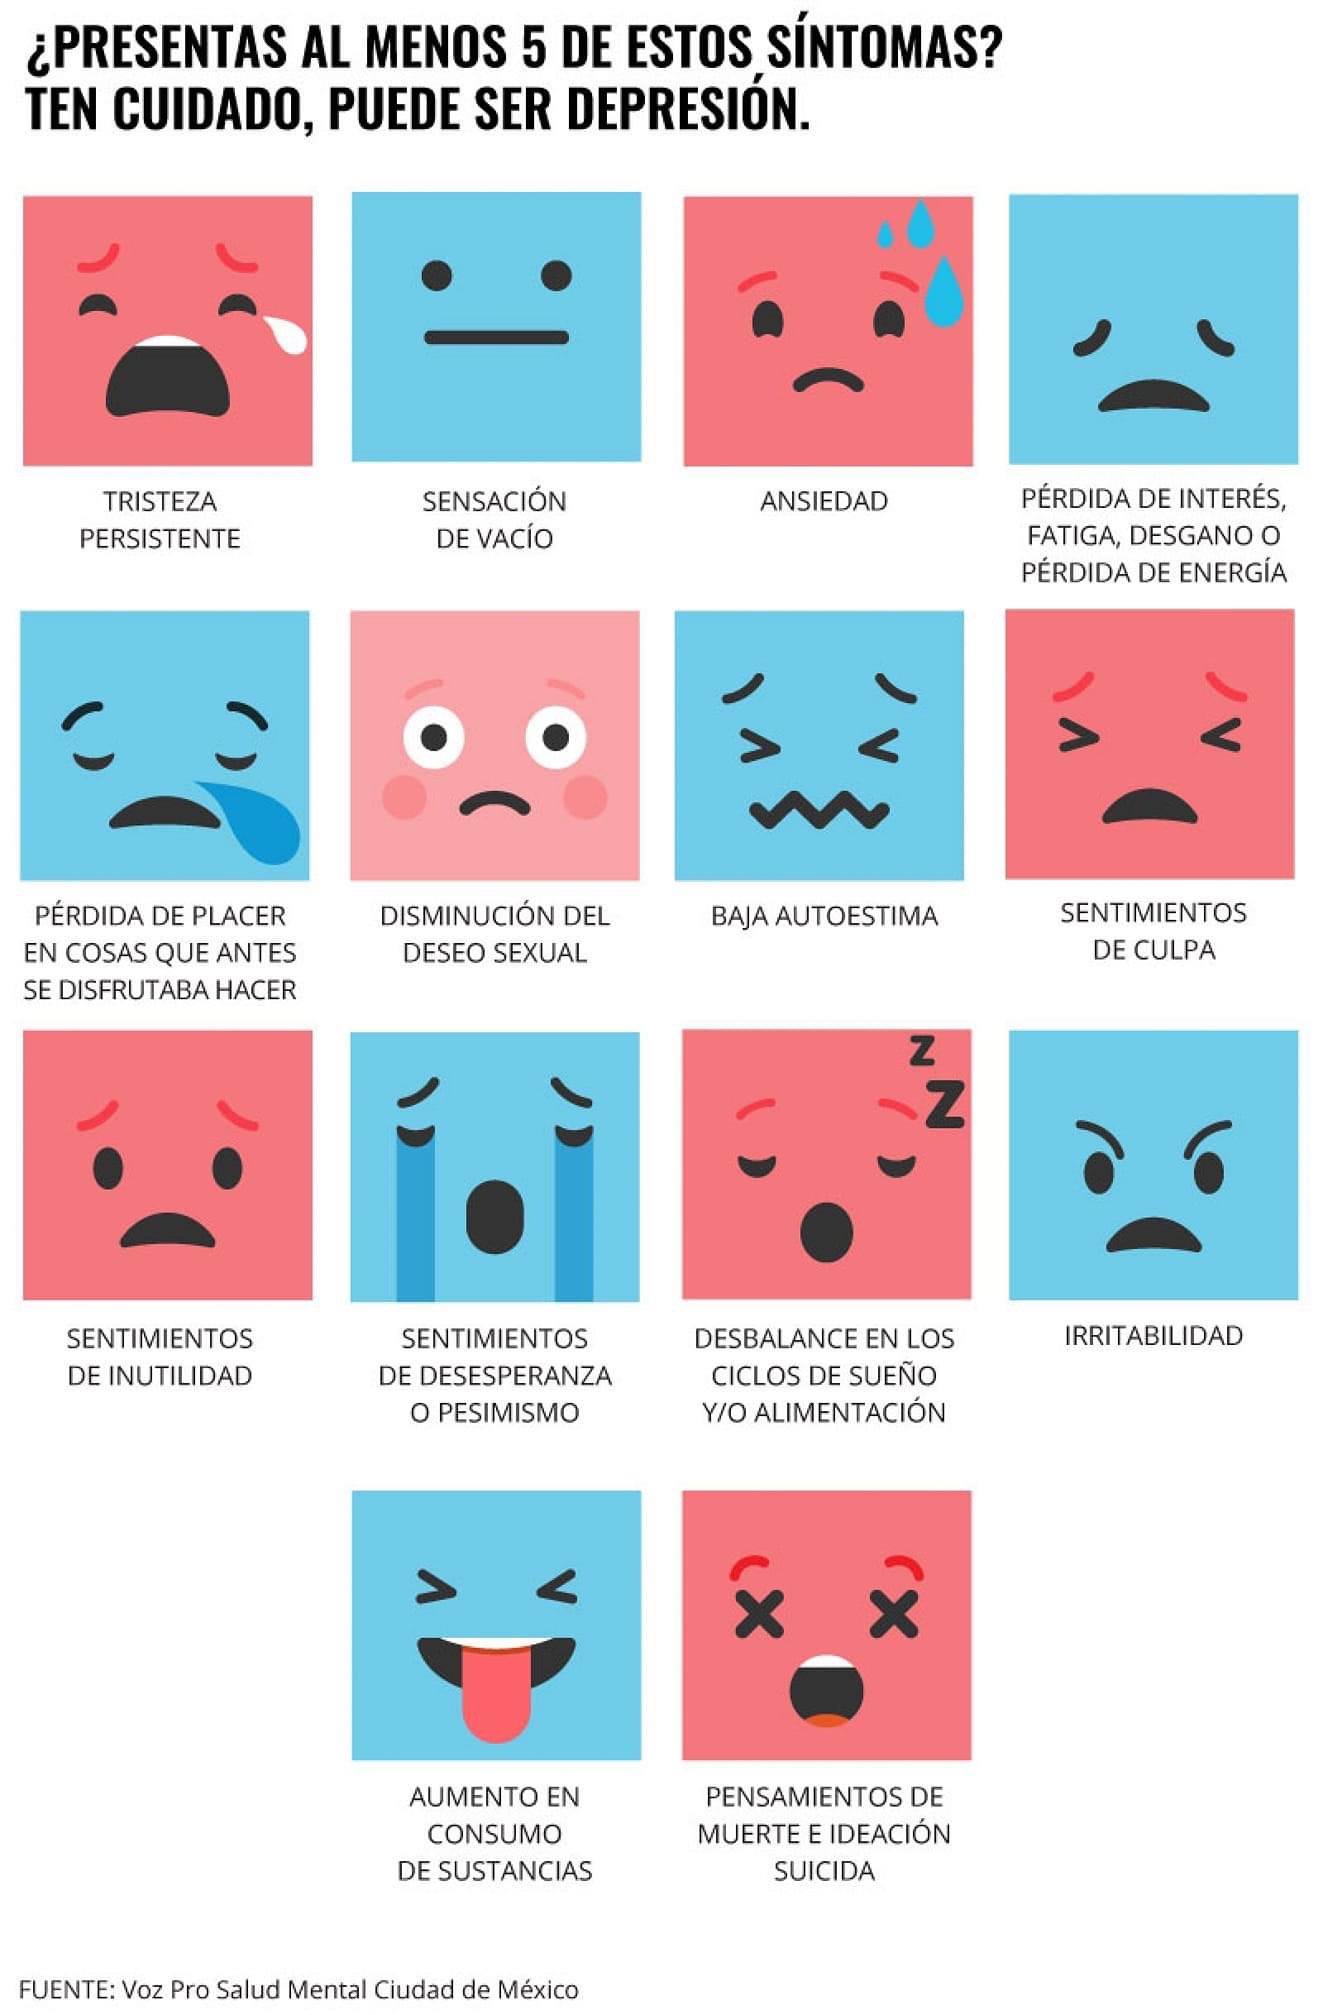 ¿PRESENTAS AL MENOS 5 DE ESTOS SÍNTOMAS?
TEN CUIDADO, PUEDE SER DEPRESIÓN.
TRISTEZA
PERSISTENTE
SENSACIÓN
DE VACÍO
ANSIEDAD
PÉRDIDA DE INTERÉS,
FATIGA, DESGANO O
PÉRDIDA DE ENERGÍA
PÉRDIDA DE PLACER
EN COSAS QUE ANTES
SE DISFRUTABA HACER
DISMINUCIÓN DEL
DESEO SEXUAL
BAJA AUTOESTIMA
SENTIMIENTOS
DE CULPA
Z
Z
SENTIMIENTOS
DE INUTILIDAD
SENTIMIENTOS
DE DESESPERANZA
O PESIMISMO
DESBALANCE EN LOS
CICLOS DE SUEÑO
Y/O ALIMENTACIÓN
IRRITABILIDAD
AUMENTO EN
CONSUMO
DE SUSTANCIAS
PENSAMIENTOS DE
MUERTE E IDEACIÓN
SUICIDA
FUENTE: Voz Pro Salud Mental Ciudad de México